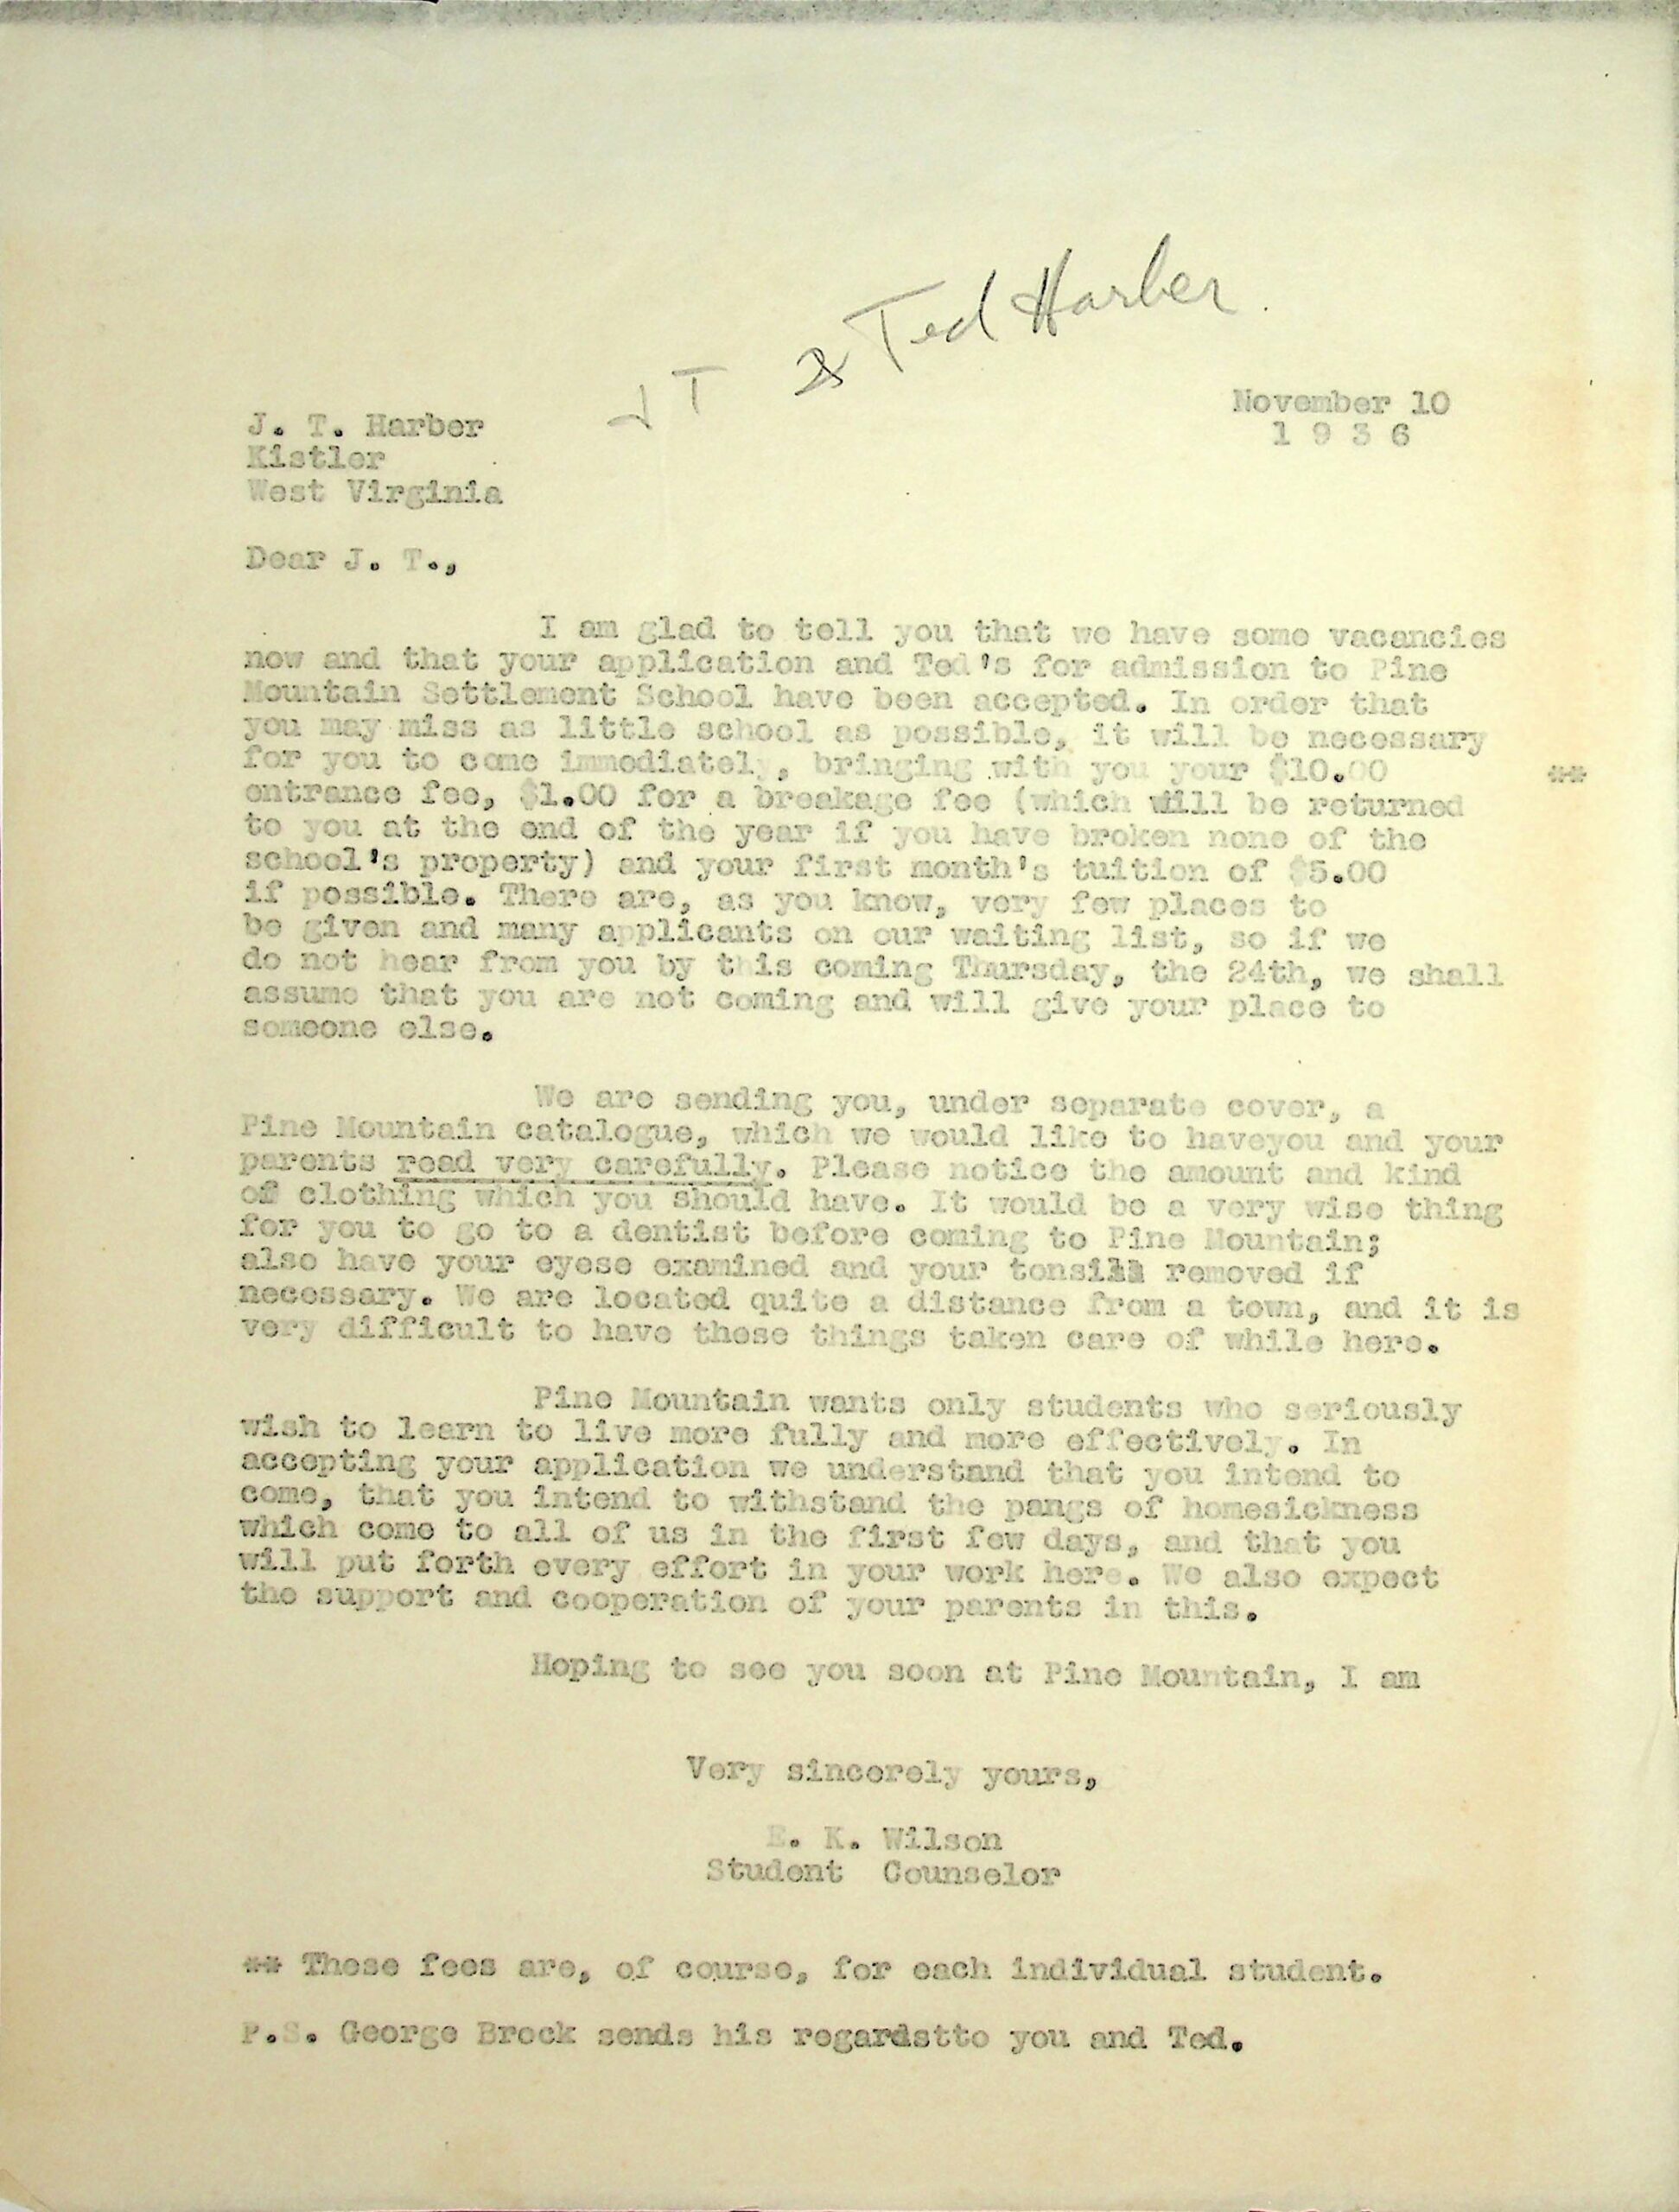 J T & Ted Harber.
November 10
1 9 3 6
J. T. Harber
Kistler
West Virginia
Dear J. T.,
I am glad to tell you that we have some vacancies
now and that your application and Ted's for admission to Pine
Mountain Settlement School have been accepted. In order that
you may miss as little school as possible, it will be necessary
for you to come immediately, bringing with you your $10.00 **
entrance fee, $1.00 for a breakage fee (which will be returned
to you at the end of the year if you have broken none of the
school's property) and your first month's tuition of $5.00
if possible. There are, as you know, very few places to
be given and many applicants on our waiting list, so if we
do not hear from you by this coming Thursday, the 24th, we shall
assume that you are not coming and will give your place to
someone else.
We are sending you, under separate cover, a
Pine Mountain catalogue, which we would like to haveyou and your
parents read very carefully. Please notice the amount and kind
of clothing which you should have. It would be a very wise thing
for you to go to a dentist before coming to Pine Mountain;
also have your eyese examined and your tonsils removed if
necessary. We are located quite a distance from a town, and it is
very difficult to have these things taken care of while here.
Pine Mountain wants only students who seriously
wish to learn to live more fully and more effectively. In
accepting your application we understand that you intend to
come, that you intend to withstand the pangs of homesickness
which come to all of us in the first few days, and that you
will put forth every effort in your work here. We also expect
the support and cooperation of your parents in this.
Hoping to see you soon at Pine Mountain, I am
Very sincerely yours,
E. K. Wilson
Student Counselor
** These fees are, of course, for each individual student.
P.S. George Brock sends his regardstto you and Ted.